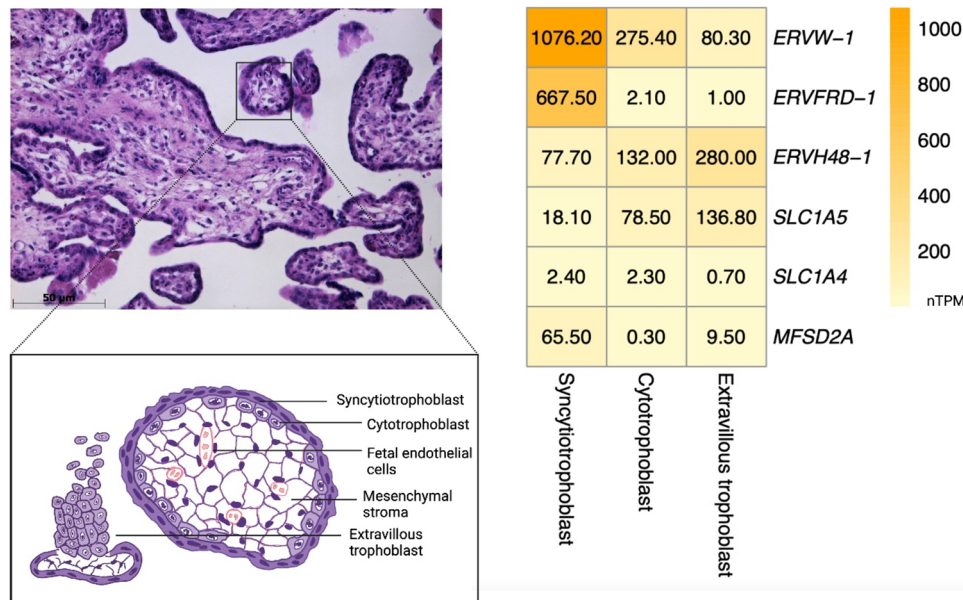 50 µm
Syncytiotrophoblast
Cytotrophoblast
Fetal endothelial
cells
Mesenchymal
stroma
Extravillous
trophoblast
1076.20 275.40 80.30 ERVW−1
667.50 2.10 1.00 ERVFRD−1
77.70 132.00 280.00 ERVH48−1
18.10 78.50 136.80 SLC1A5
2.40 2.30 0.70 SLC1A4
65.50 0.30 9.50 MFSD2A
Syncytiotrophoblast
Cytotrophoblast
Extravillous trophoblast
1000
800
600
400
200
nTPM